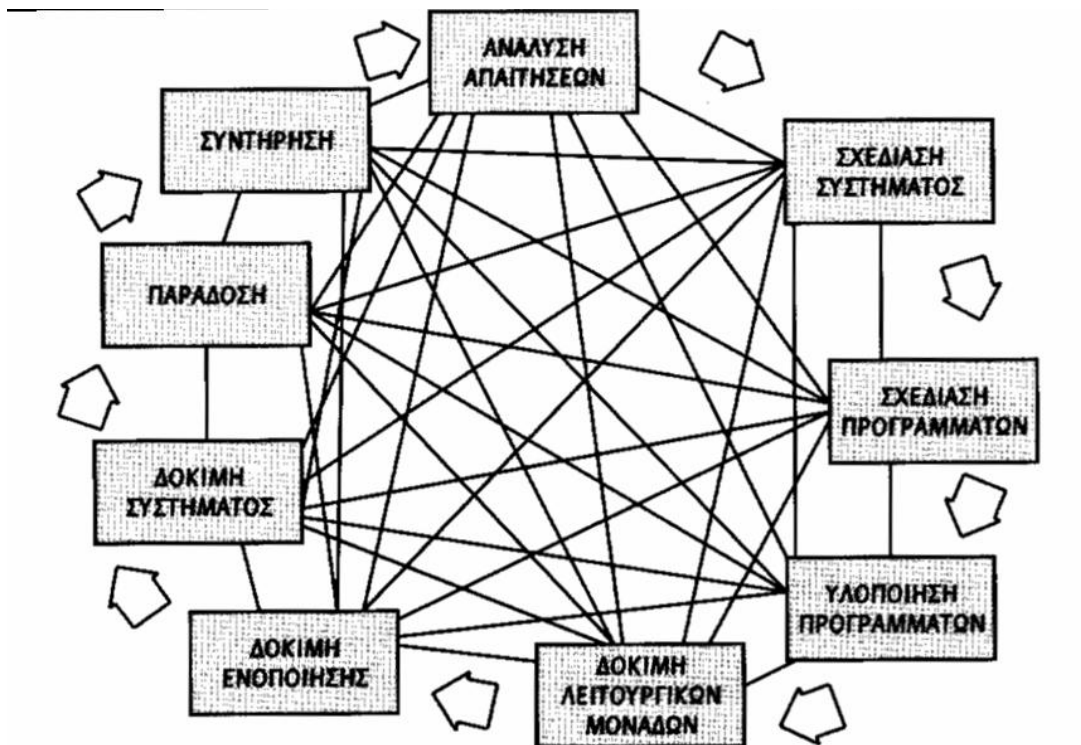 ΑΝΑΛΥΣΗ
ΑΠΑΙΤΗΣΕΩΝ
ΣΧΕΔΙΑΣΗ
ΣΥΣΤΗΜΑΤΟΣ
ΣΧΕΔΙΑΣΗ
ΠΡΟΓΡΑΜΜΑΤΩΝ
ΥΛΟΠΟΙΗΣΗ
ΠΡΟΓΡΑΜΜΑΤΩΝ
ΔΟΚΙΜΗ
ΛΕΙΤΟΥΡΓΙΚΩΝ
ΜΟΝΑΔΩΝ
ΔΟΚΙΜΗ
ΕΝΟΠΟΙΗΣΗΣ
ΔΟΚΙΜΗ
ΣΥΣΤΗΜΑΤΟΣ
ΠΑΡΑΔΟΣΗ
ΣΥΝΤΗΡΗΣΗ